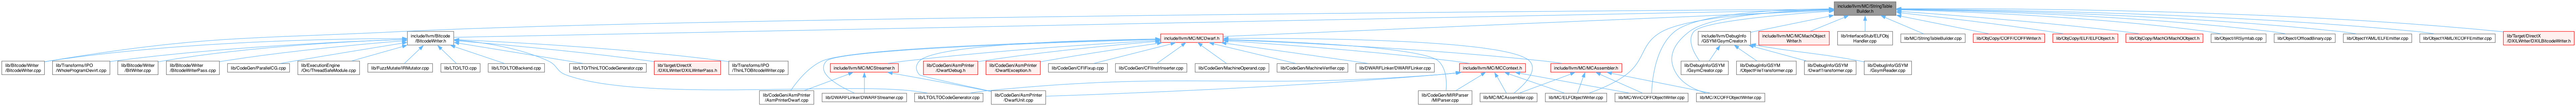 include/llvm/MC/StringTable
Builder.h
include/llvm/Bitcode
/BitcodeWriter.h
include/llvm/MC/MCDwarf.h
include/llvm/DebugInfo
/GSYM/GsymCreator.h
include/llvm/MC/MCMachObject
Writer.h
lib/InterfaceStub/ELFObj
Handler.cpp
lib/MC/StringTableBuilder.cpp
lib/ObjCopy/COFF/COFFWriter.h
lib/ObjCopy/ELF/ELFObject.h
lib/ObjCopy/MachO/MachOObject.h
lib/Object/IRSymtab.cpp
lib/Object/OffloadBinary.cpp
lib/ObjectYAML/ELFEmitter.cpp
lib/ObjectYAML/XCOFFEmitter.cpp
lib/Target/DirectX
/DXILWriter/DXILBitcodeWriter.h
lib/Bitcode/Writer
/BitcodeWriter.cpp
lib/Transforms/IPO
/WholeProgramDevirt.cpp
lib/Bitcode/Writer
/BitWriter.cpp
lib/Bitcode/Writer
/BitcodeWriterPass.cpp
lib/CodeGen/ParallelCG.cpp
lib/ExecutionEngine
/Orc/ThreadSafeModule.cpp
lib/FuzzMutate/IRMutator.cpp
lib/LTO/LTO.cpp
lib/LTO/LTOBackend.cpp
lib/LTO/ThinLTOCodeGenerator.cpp
lib/Target/DirectX
/DXILWriter/DXILWriterPass.h
lib/Transforms/IPO
/ThinLTOBitcodeWriter.cpp
include/llvm/MC/MCStreamer.h
lib/CodeGen/AsmPrinter
/DwarfDebug.h
lib/CodeGen/AsmPrinter
/DwarfException.h
lib/CodeGen/CFIFixup.cpp
lib/CodeGen/CFIInstrInserter.cpp
lib/CodeGen/MachineOperand.cpp
lib/CodeGen/MachineVerifier.cpp
lib/DWARFLinker/DWARFLinker.cpp
include/llvm/MC/MCContext.h
include/llvm/MC/MCAssembler.h
lib/DebugInfo/GSYM
/GsymCreator.cpp
lib/DebugInfo/GSYM
/ObjectFileTransformer.cpp
lib/DebugInfo/GSYM
/DwarfTransformer.cpp
lib/DebugInfo/GSYM
/GsymReader.cpp
lib/CodeGen/AsmPrinter
/AsmPrinterDwarf.cpp
lib/DWARFLinker/DWARFStreamer.cpp
lib/LTO/LTOCodeGenerator.cpp
lib/CodeGen/AsmPrinter
/DwarfUnit.cpp
lib/CodeGen/MIRParser
/MIParser.cpp
lib/MC/MCAssembler.cpp
lib/MC/ELFObjectWriter.cpp
lib/MC/WinCOFFObjectWriter.cpp
lib/MC/XCOFFObjectWriter.cpp